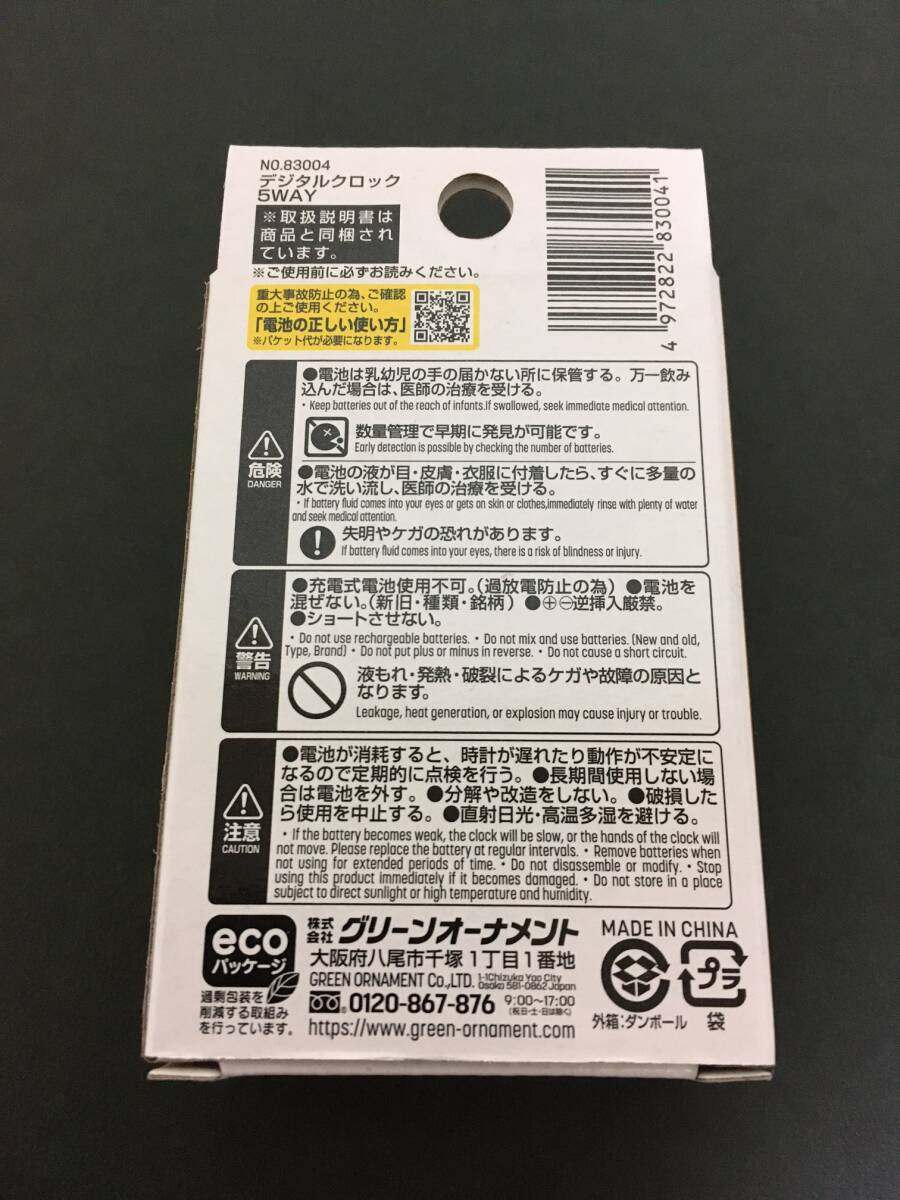 NO.83004
デジタルクロック
5WAY
※取扱説明書は
商品と同梱され
ています。
※ご使用前に必ずお読みください。
重大事故防止の為、ご確認
の上ご使用ください。
「電池の正しい使い方」
※パケット代が必要になります。
4 972822 830041
危険
DANGER
●電池は乳幼児の手の届かない所に保管する。万一飲み
込んだ場合は、医師の治療を受ける。
・Keep batteries out of the reach of infants.If swallowed, seek immediate medical attention.
数量管理で早期に発見が可能です。
Early detection is possible by checking the number of batteries.
●電池の液が目・皮膚・衣服に付着したら、すぐに多量の
水で洗い流し、医師の治療を受ける。
・If battery fluid comes into your eyes or gets on skin or clothes,immediately rinse with plenty of water
and seek medical attention.
失明やケガの恐れがあります。
If battery fluid comes into your eyes, there is a risk of blindness or injury.
警告
WARNING
●充電式電池使用不可。(過放電防止の為) ●電池を
混ぜない。(新旧・種類・銘柄) ●⊕⊖逆挿入厳禁。
●ショートさせない。
・Do not use rechargeable batteries. ・Do not mix and use batteries. (New and old,
Type, Brand) ・Do not put plus or minus in reverse. ・Do not cause a short circuit.
液もれ・発熱・破裂によるケガや故障の原因と
なります。
Leakage, heat generation, or explosion may cause injury or trouble.
注意
CAUTION
●電池が消耗すると、時計が遅れたり動作が不安定に
なるので定期的に点検を行う。●長期間使用しない場
合は電池を外す。●分解や改造をしない。●破損した
ら使用を中止する。●直射日光・高温多湿を避ける。
・If the battery becomes weak, the clock will be slow, or the hands of the clock will
not move. Please replace the battery at regular intervals. ・Remove batteries when
not using for extended periods of time. ・Do not disassemble or modify. ・Stop
using this product immediately if it becomes damaged. ・Do not store in a place
subject to direct sunlight or high temperature and humidity.
eco
パッケージ
過剰包装を
削減する取組み
を行っています。
株式会社 グリーンオーナメント
大阪府八尾市千塚1丁目1番地
GREEN ORNAMENT Co.,LTD. 1-1Chizuka Yao City
Osaka 581-0862Japan
0120-867-876 9:00〜17:00
(祝日・土・日は除く)
https://www.green-ornament.com
MADE IN CHINA
外箱:ダンボール
プラ
袋